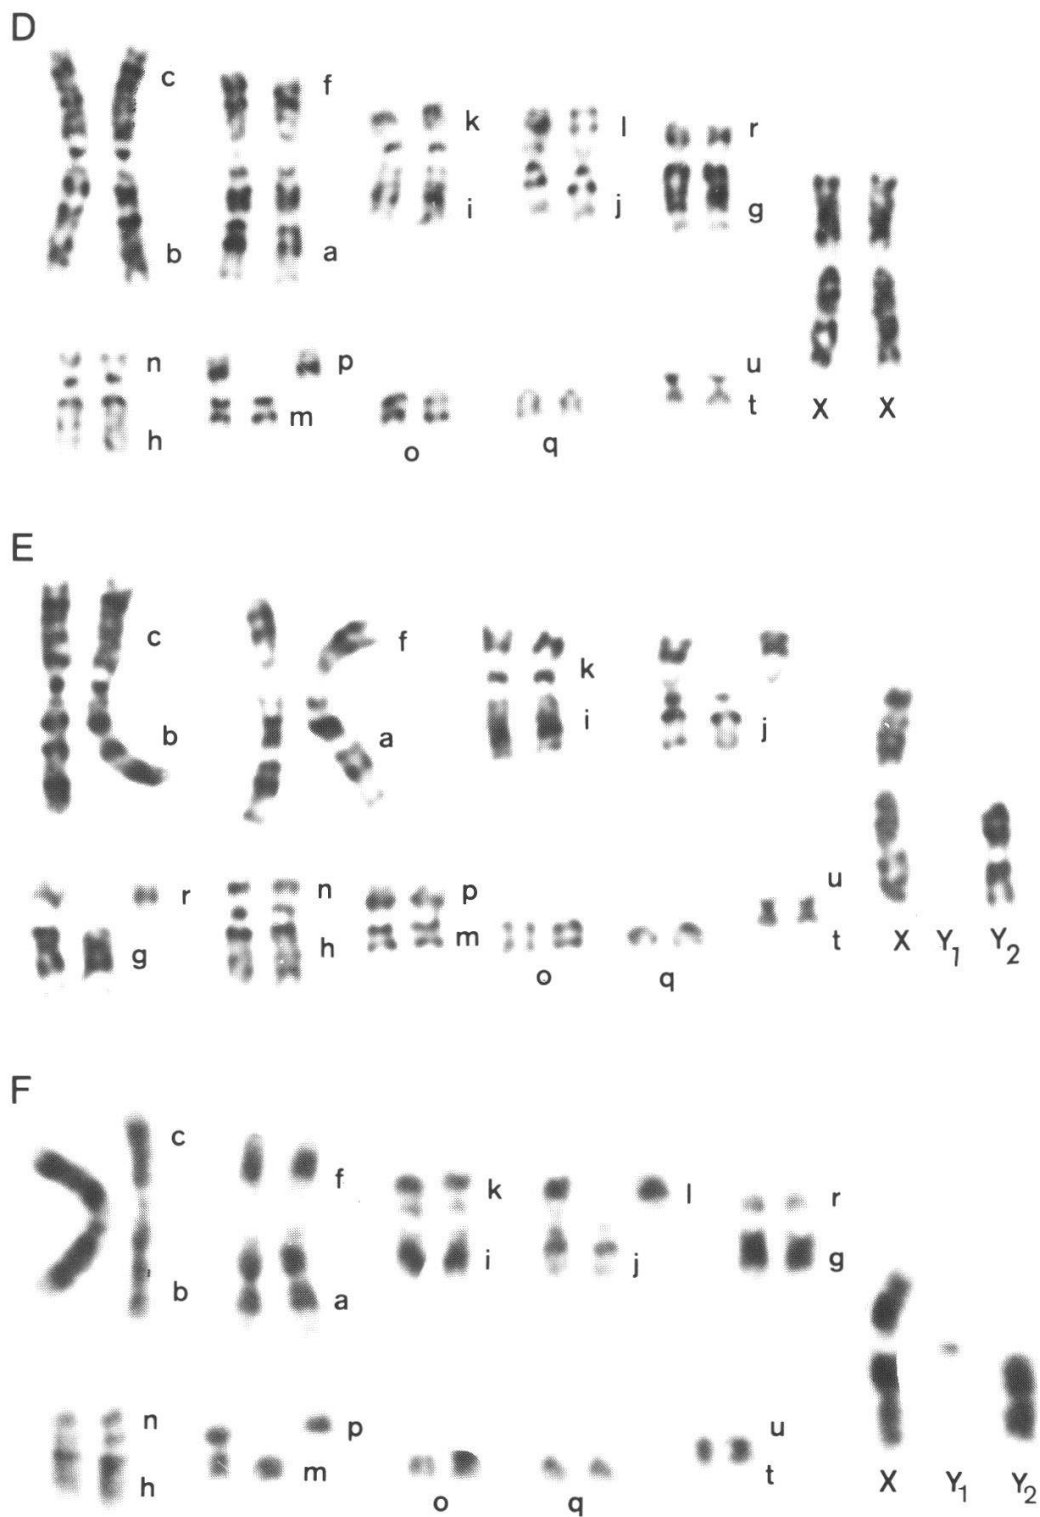 D
c f k l r
b a i j g
n p u
h m o q t X X
E
c f k
b a i j
r n p u
g h m o q t X Y1 Y2
F
c f k l r
b a i j g
n p u
h m o q t X Y1 Y2